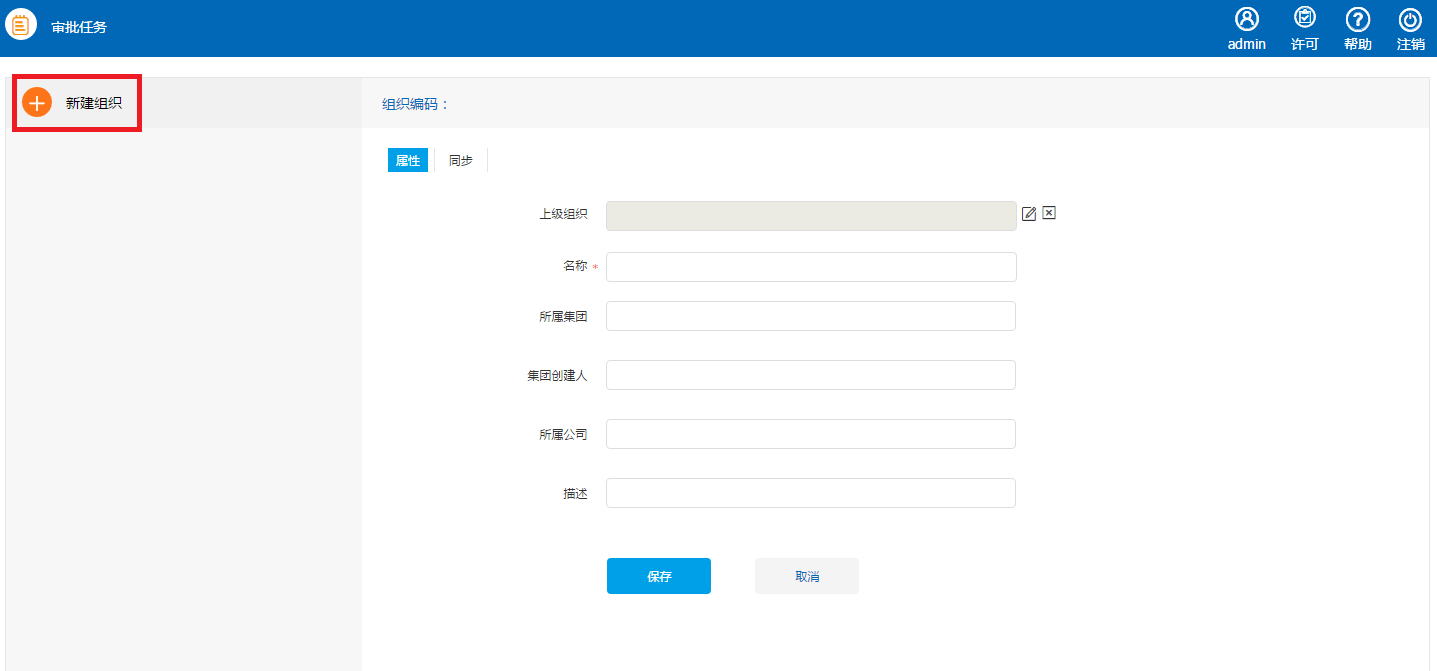 审批任务
admin
许可
帮助
注销
新建组织
组织编码：
属性
同步
上级组织
名称 *
所属集团
集团创建人
所属公司
描述
保存
取消